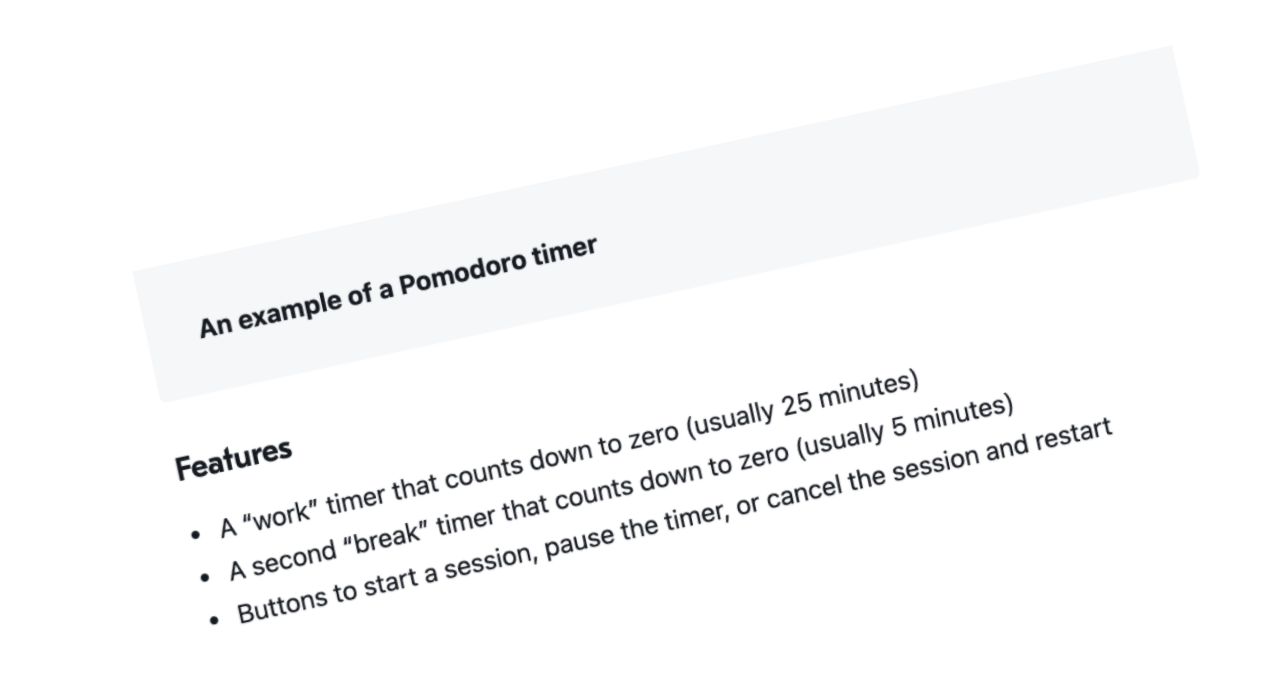 An example of a Pomodoro timer
Features
• A “work” timer that counts down to zero (usually 25 minutes)
• A second “break” timer that counts down to zero (usually 5 minutes)
• Buttons to start a session, pause the timer, or cancel the session and restart